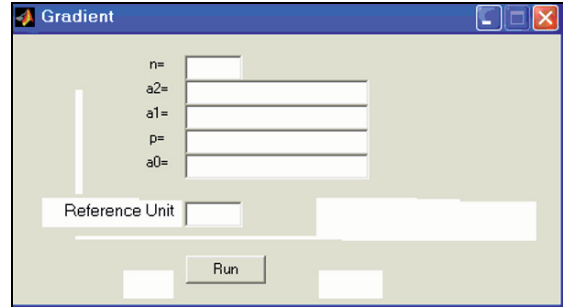 Gradient
n=
a2=
a1=
p=
a0=
Reference Unit
Run